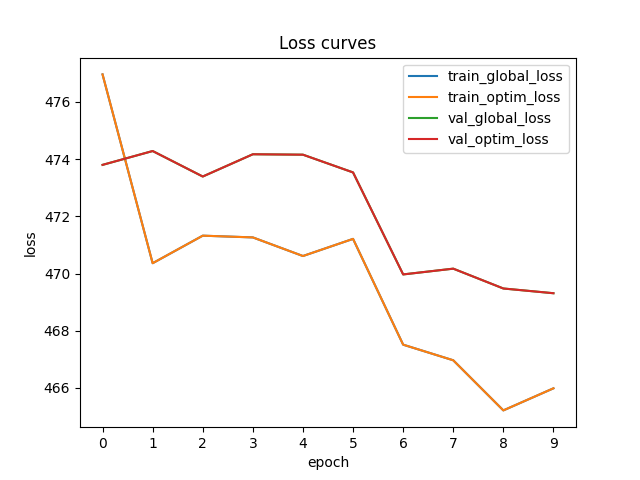 Loss curves
train_global_loss
train_optim_loss
val_global_loss
val_optim_loss
476
474
472
470
468
466
loss
0 1 2 3 4 5 6 7 8 9
epoch